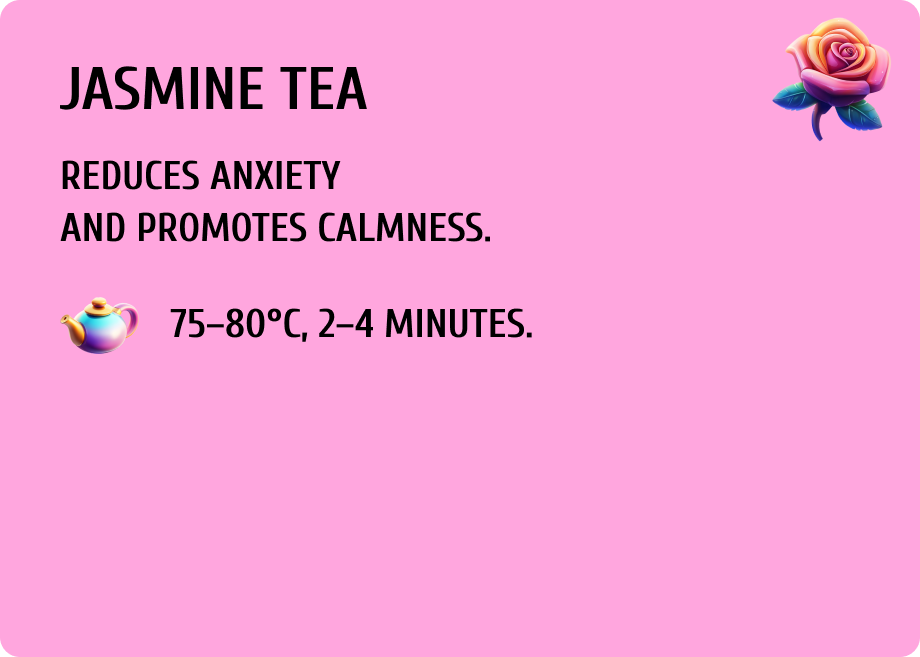 JASMINE TEA
REDUCES ANXIETY
AND PROMOTES CALMNESS.
75–80°C, 2–4 MINUTES.